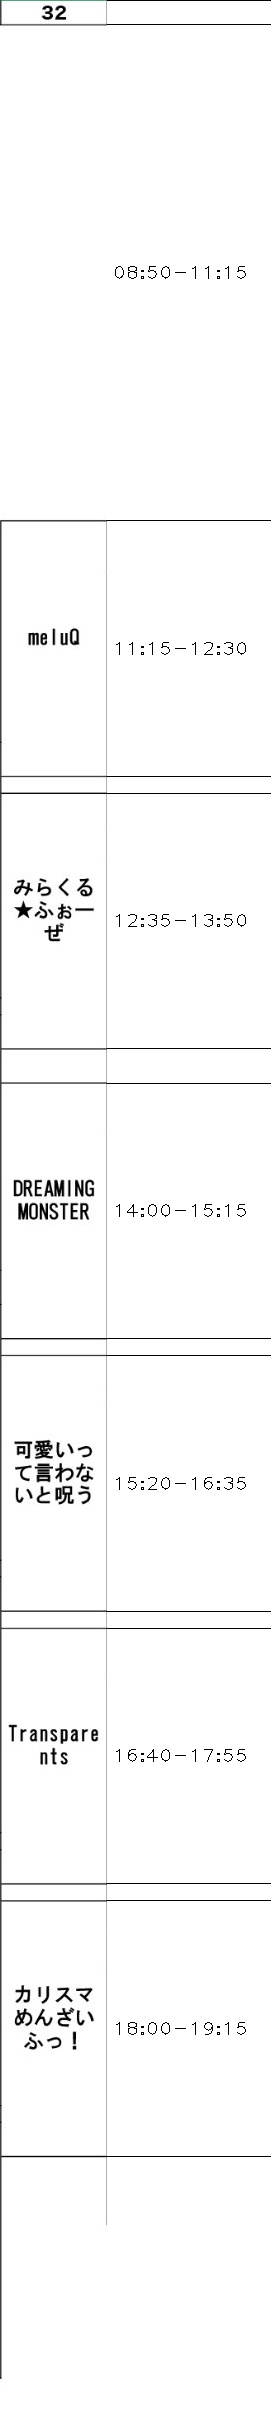 32
08:50-11:15
meluQ
11:15-12:30
みらくる
★ふぉー
ぜ
12:35-13:50
DREAMING
MONSTER
14:00-15:15
可愛いっ
て言わな
いと呪う
15:20-16:35
Transpare
nts
16:40-17:55
カリスマ
めんざい
ふっ！
18:00-19:15